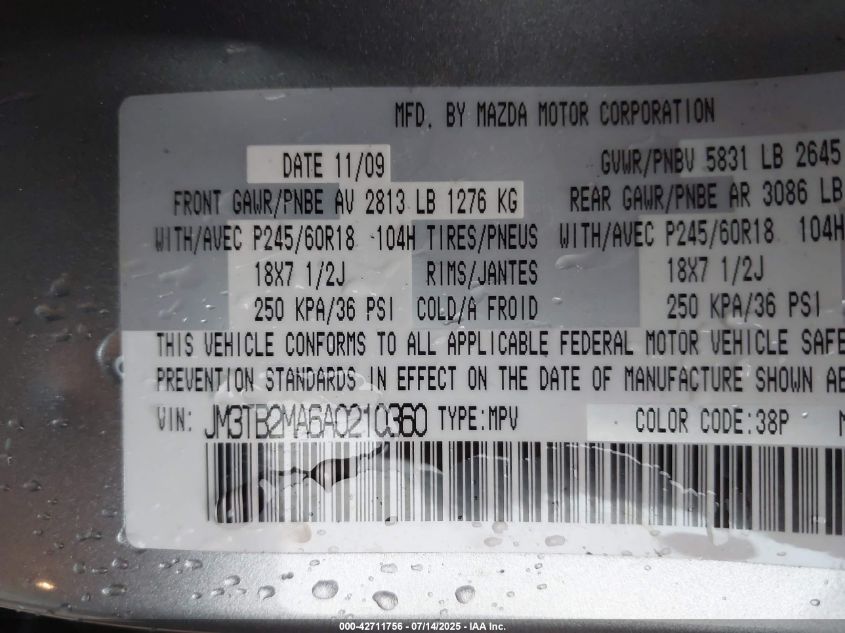 MFD. BY MAZDA MOTOR CORPORATION
DATE 11/09 GVWR/PNBV 5831 LB 2645
FRONT GAWR/PNBE AV 2813 LB 1276 KG REAR GAWR/PNBE AR 3086 LB
WITH/AVEC P245/60R18 104H TIRES/PNEUS WITH/AVEC P245/60R18 104H
18X7 1/2J RIMS/JANTES 18X7 1/2J
250 KPA/36 PSI COLD/A FROID 250 KPA/36 PSI
THIS VEHICLE CONFORMS TO ALL APPLICABLE FEDERAL MOTOR VEHICLE SAFE
PREVENTION STANDARDS IN EFFECT ON THE DATE OF MANUFACTURE SHOWN AB
VIN: JM3TB2MA6A0210360 TYPE:MPV COLOR CODE:38P
000-42711756 - 07/14/2025 - IAA Inc.